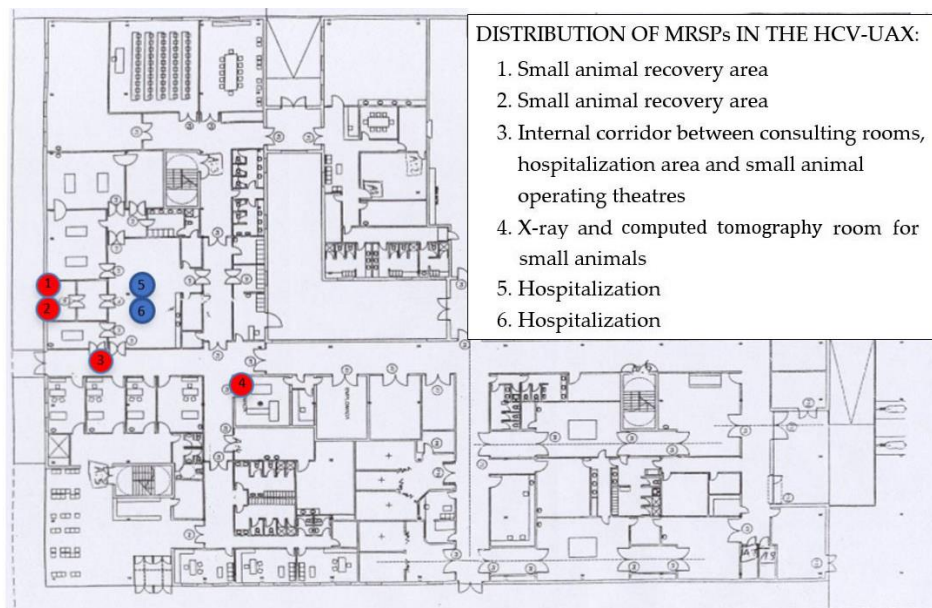 DISTRIBUTION OF MRSPs IN THE HCV-UAX:
1. Small animal recovery area
2. Small animal recovery area
3. Internal corridor between consulting rooms,
hospitalization area and small animal
operating theatres
4. X-ray and computed tomography room for
small animals
5. Hospitalization
6. Hospitalization
1
5
2
6
3
4